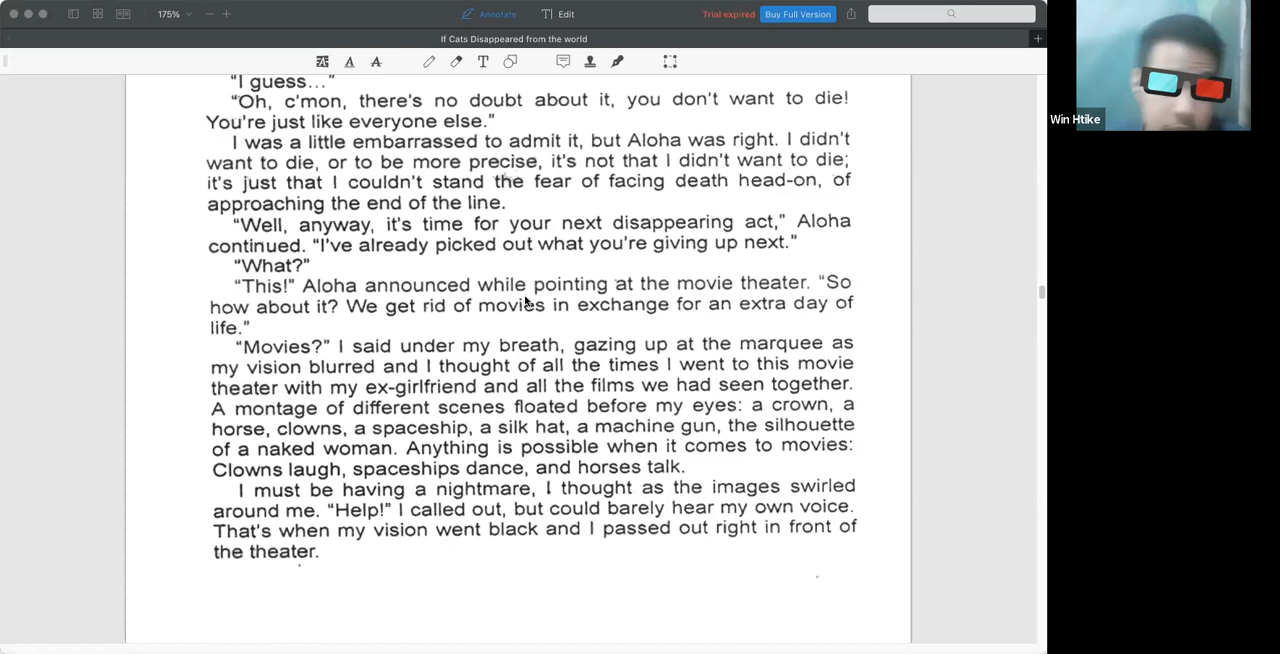 175%
Annotate
Edit
Trial expired
Buy Full Version
If Cats Disappeared from the world
“I guess...”
“Oh, c’mon, there’s no doubt about it, you don’t want to die!
You’re just like everyone else.”
I was a little embarrassed to admit it, but Aloha was right. I didn’t
want to die, or to be more precise, it’s not that I didn’t want to die;
it’s just that I couldn’t stand the fear of facing death head-on, of
approaching the end of the line.
“Well, anyway, it’s time for your next disappearing act,” Aloha
continued. “I’ve already picked out what you’re giving up next.”
“What?”
“This!” Aloha announced while pointing at the movie theater. “So
how about it? We get rid of movies in exchange for an extra day of
life.”
“Movies?” I said under my breath, gazing up at the marquee as
my vision blurred and I thought of all the times I went to this movie
theater with my ex-girlfriend and all the films we had seen together.
A montage of different scenes floated before my eyes: a crown, a
horse, clowns, a spaceship, a silk hat, a machine gun, the silhouette
of a naked woman. Anything is possible when it comes to movies:
Clowns laugh, spaceships dance, and horses talk.
I must be having a nightmare, I thought as the images swirled
around me. “Help!” I called out, but could barely hear my own voice.
That’s when my vision went black and I passed out right in front of
the theater.
Win Htike